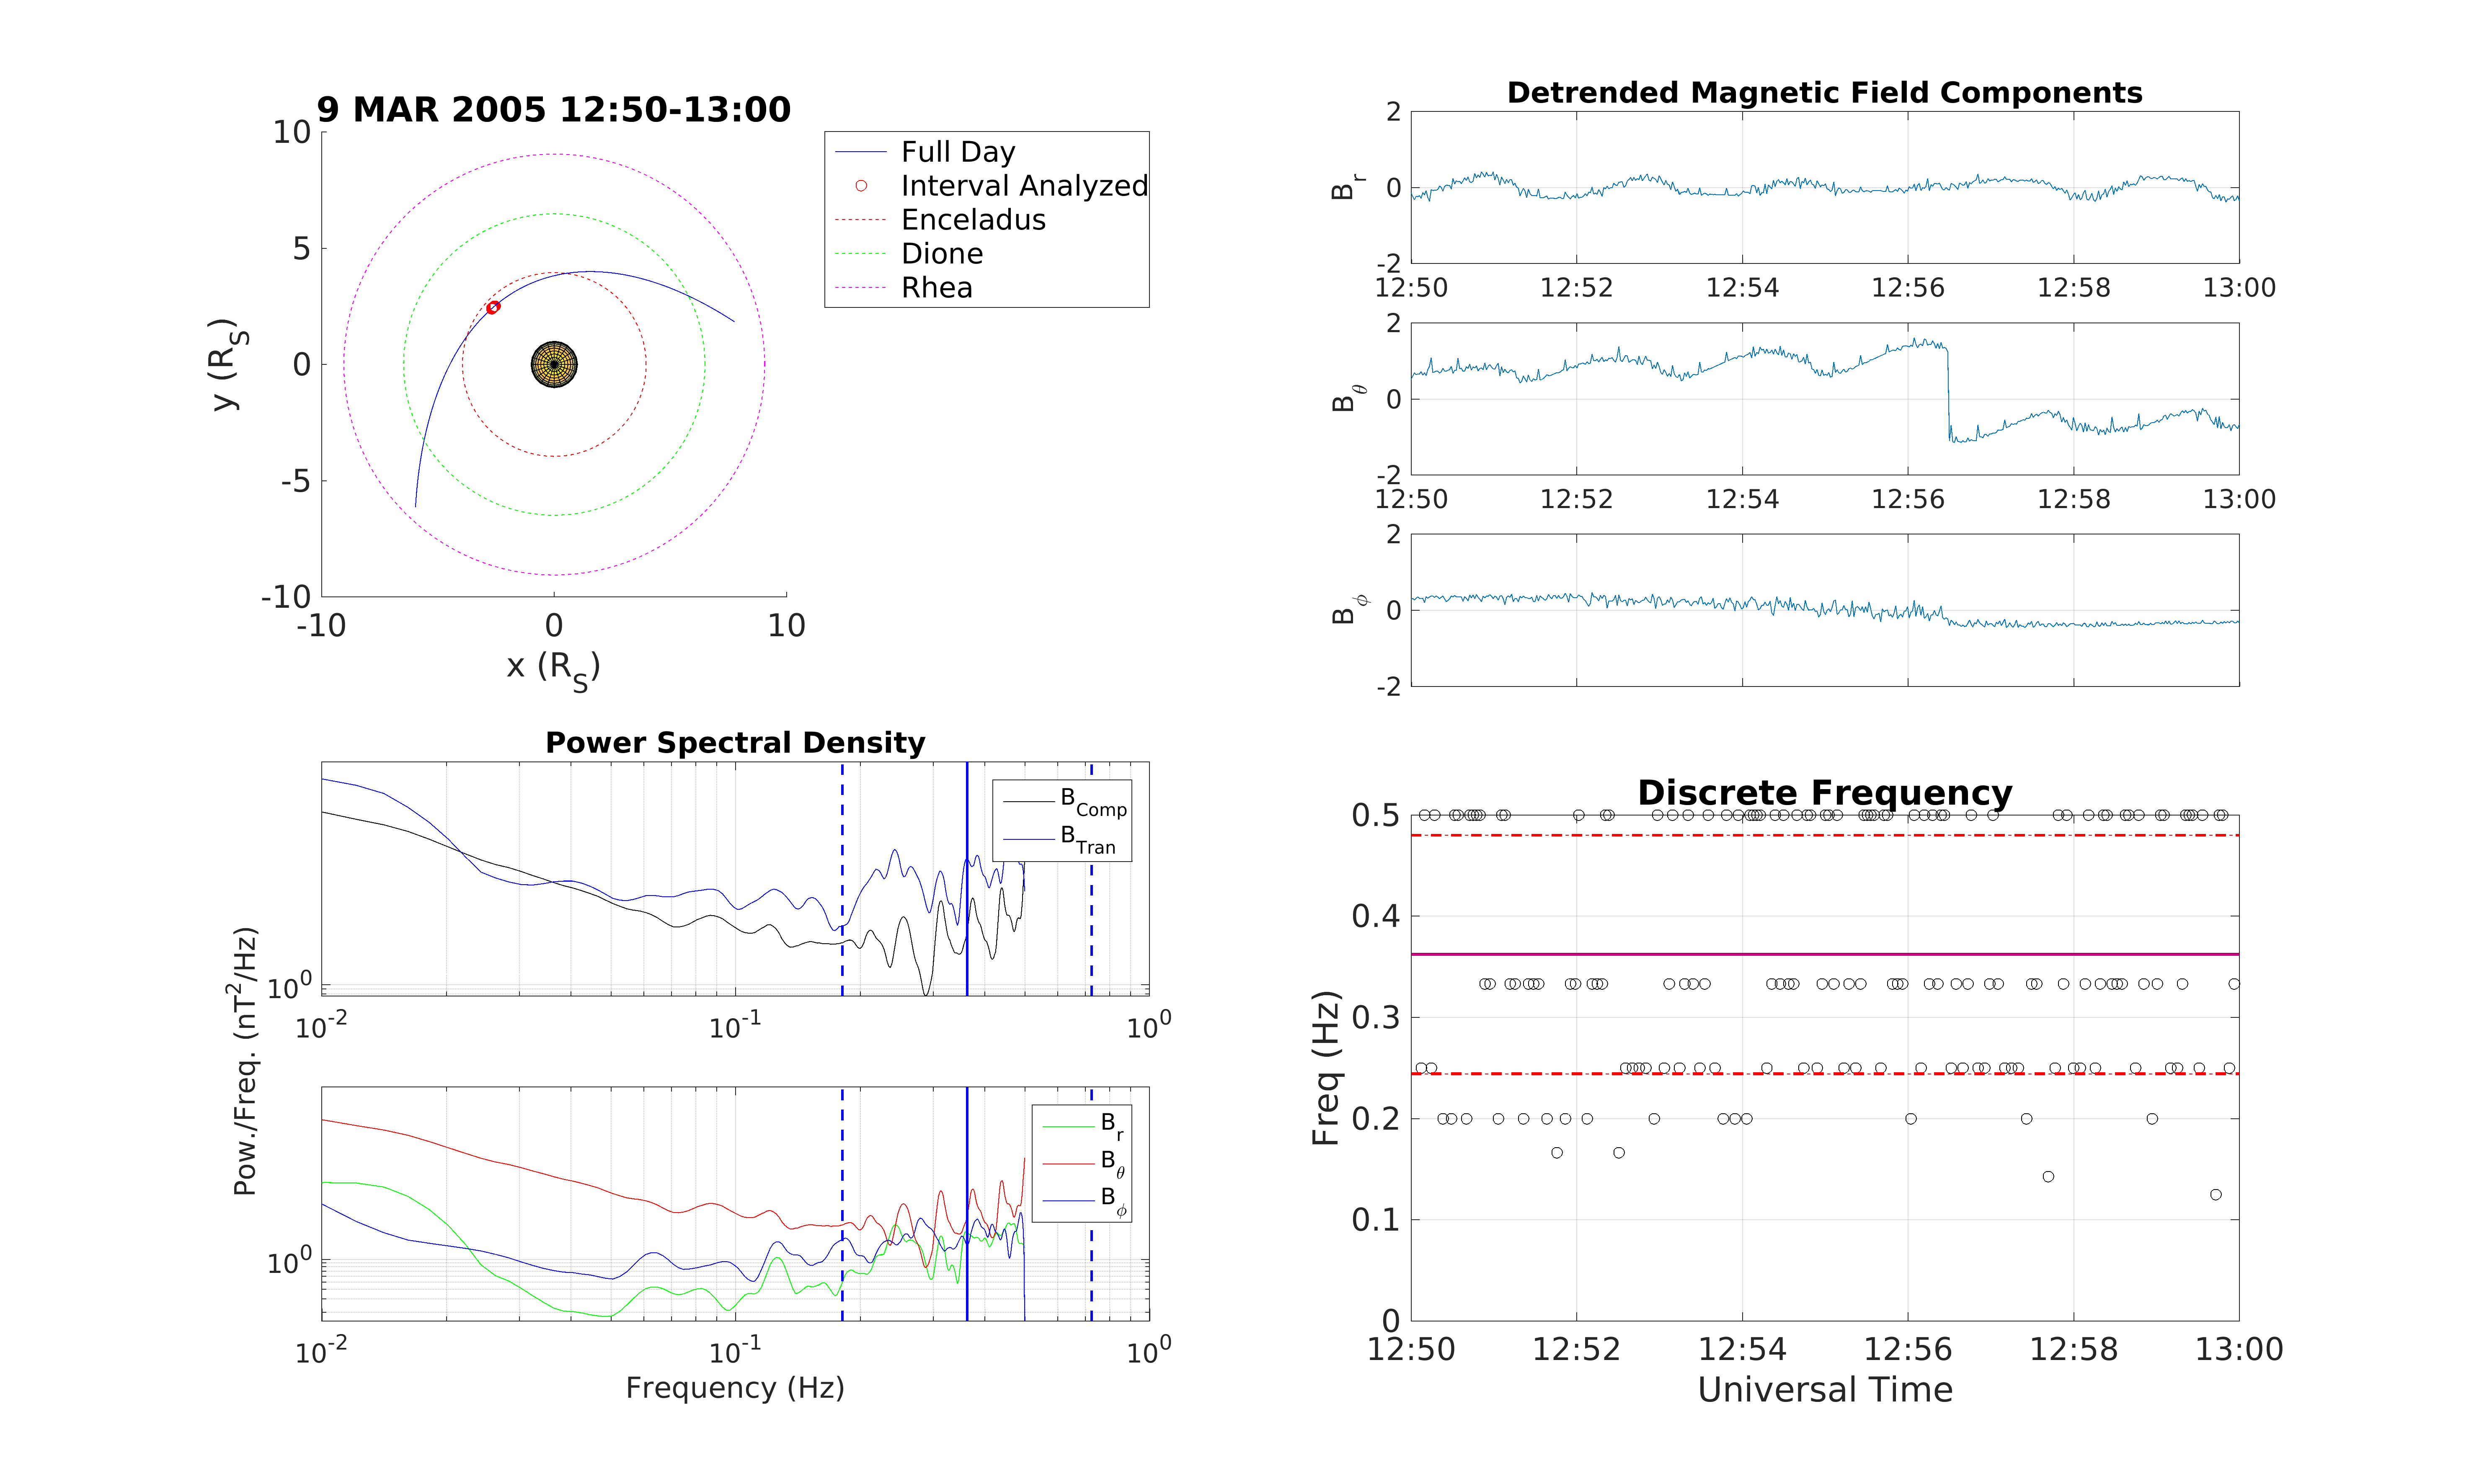 9 MAR 2005 12:50-13:00
10
5
0
-5
-10
-10
0
10
y (R_S)
x (R_S)
Full Day
Interval Analyzed
Enceladus
Dione
Rhea
Detrended Magnetic Field Components
B_r
2
0
-2
12:50
12:52
12:54
12:56
12:58
13:00
B_θ
2
0
-2
12:50
12:52
12:54
12:56
12:58
13:00
B_ϕ
2
0
-2
Power Spectral Density
B_Comp
B_Tran
10^0
10^-2
10^-1
10^0
Pow./Freq. (nT^2/Hz)
B_r
B_θ
B_ϕ
10^0
10^-2
10^-1
10^0
Frequency (Hz)
Discrete Frequency
0.5
0.4
0.3
0.2
0.1
0
Freq (Hz)
12:50
12:52
12:54
12:56
12:58
13:00
Universal Time